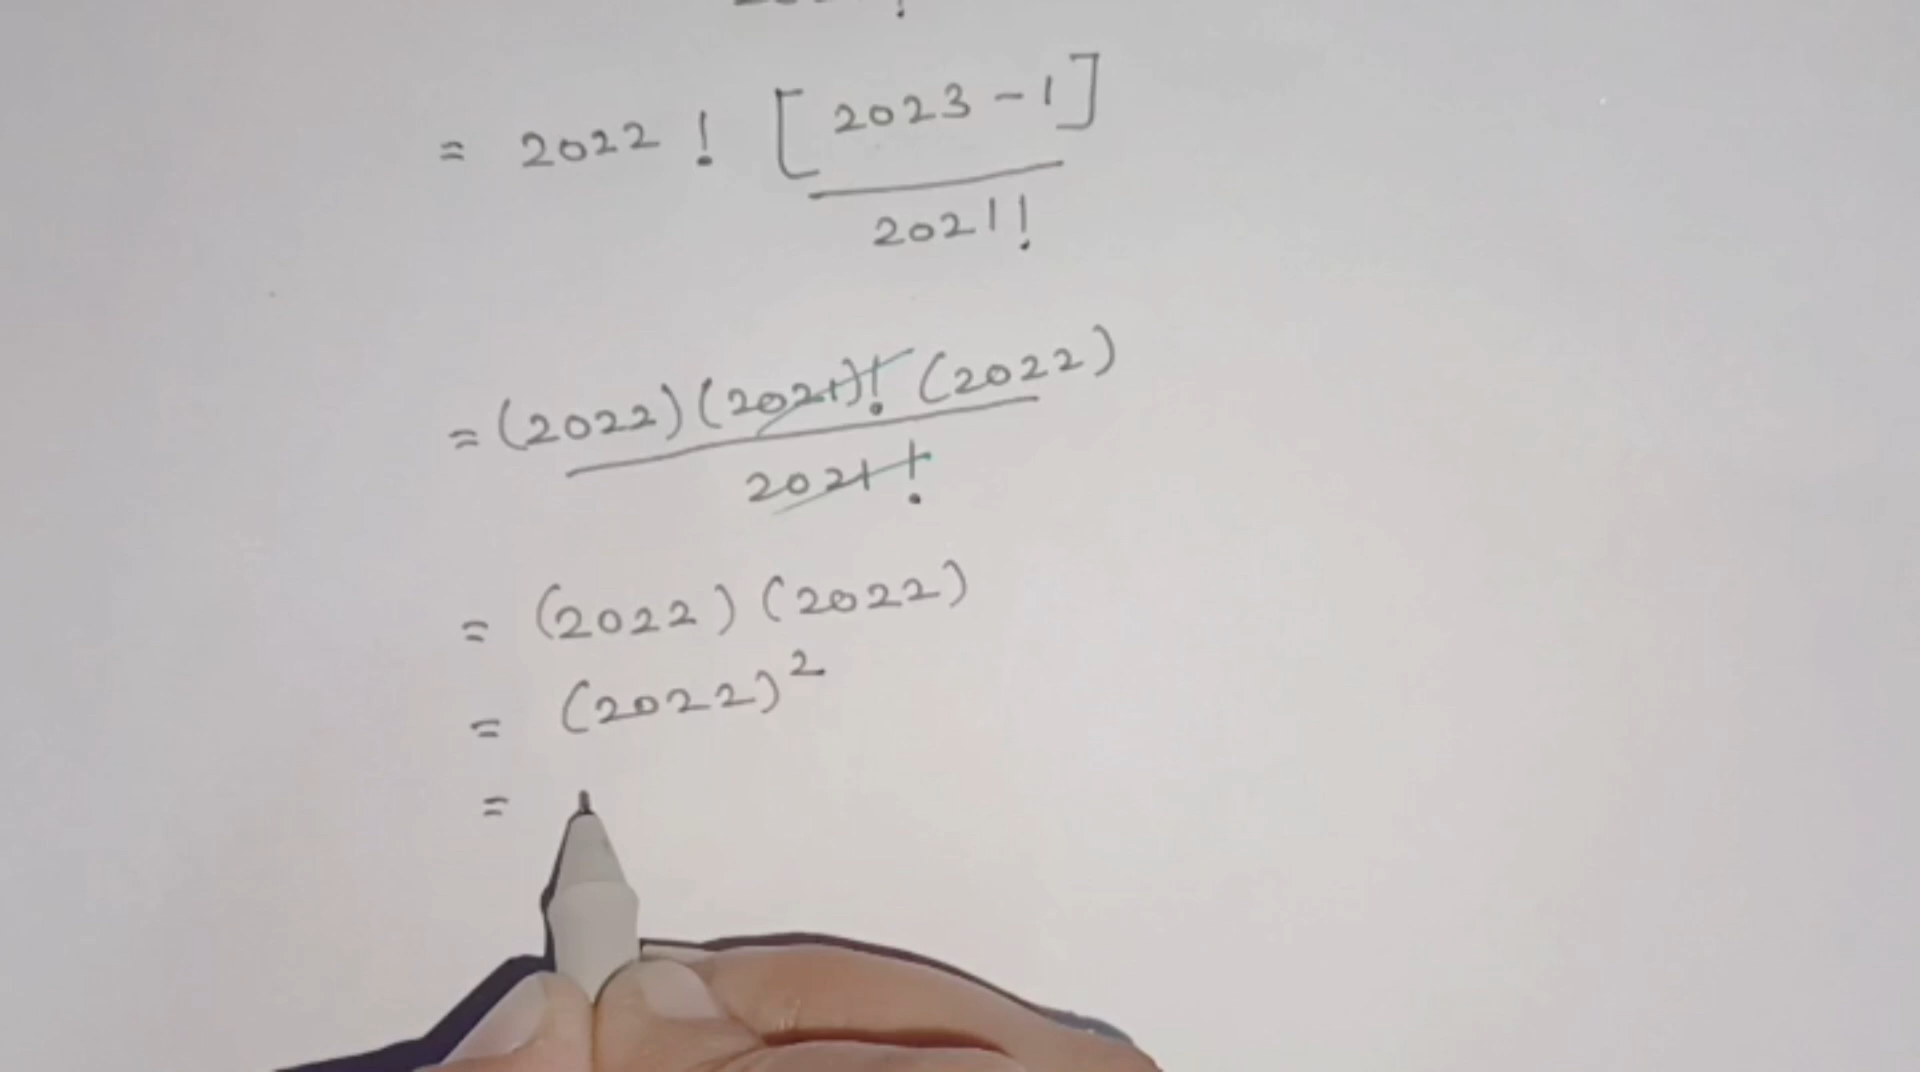 = 2022 ! [2023 - 1]
2021!
= (2022) (2021)! (2022)
2021!
= (2022) (2022)
= (2022)²
=